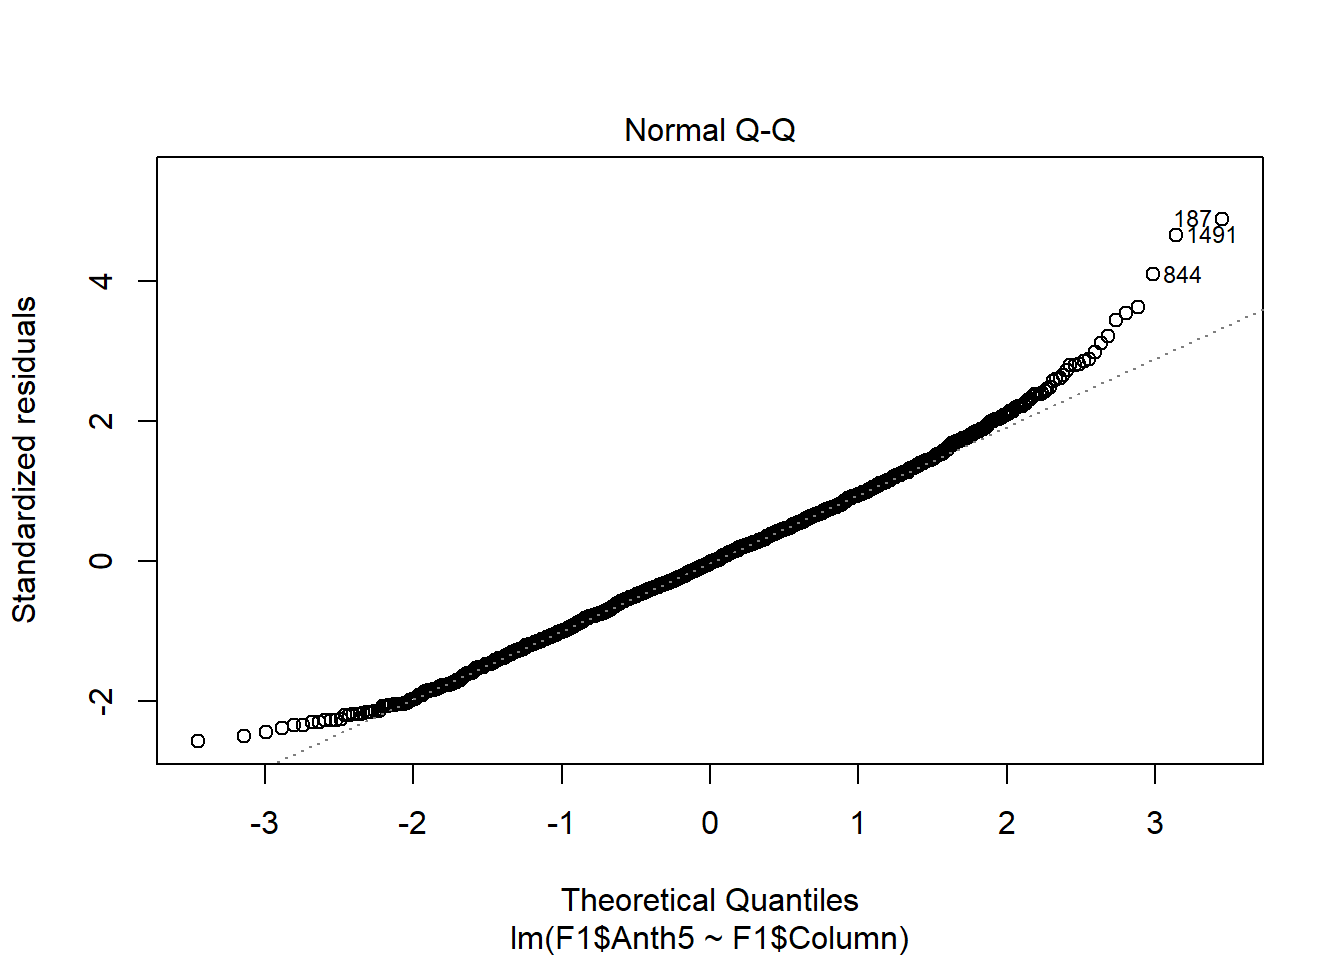 Normal Q-Q
Standardized residuals
4
2
0
-2
187
1491
844
-3 -2 -1 0 1 2 3
Theoretical Quantiles
lm(F1$Anth5 ~ F1$Column)